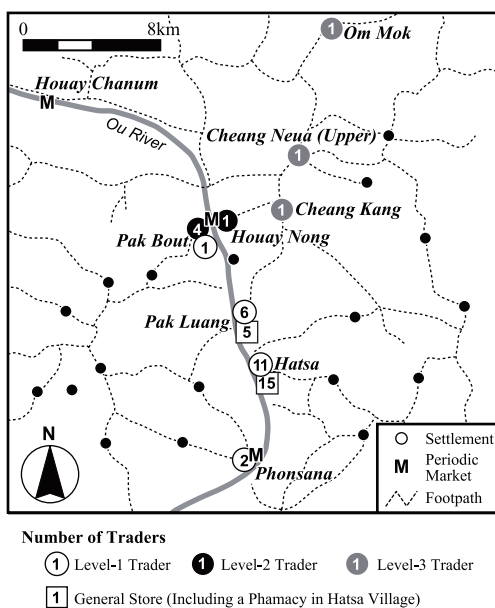 0 8km
1
Om Mok
Houay Chanum
M
Ou River
Cheang Neua (Upper)
1
1
Cheang Kang
M
4
1
Pak Bout
1
Houay Nong
6
Pak Luang
5
11
Hatsa
15
N
2
M
Phonsana
Settlement
M Periodic
Market
Footpath
Number of Traders
1 Level-1 Trader 1 Level-2 Trader 1 Level-3 Trader
1 General Store (Including a Phamacy in Hatsa Village)